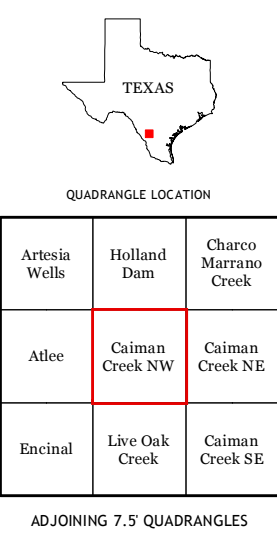 TEXAS
QUADRANGLE LOCATION
Artesia
Wells
Holland
Dam
Charco
Marrano
Creek
Atlee
Caiman
Creek NW
Caiman
Creek NE
Encinal
Live Oak
Creek
Caiman
Creek SE
ADJOINING 7.5' QUADRANGLES